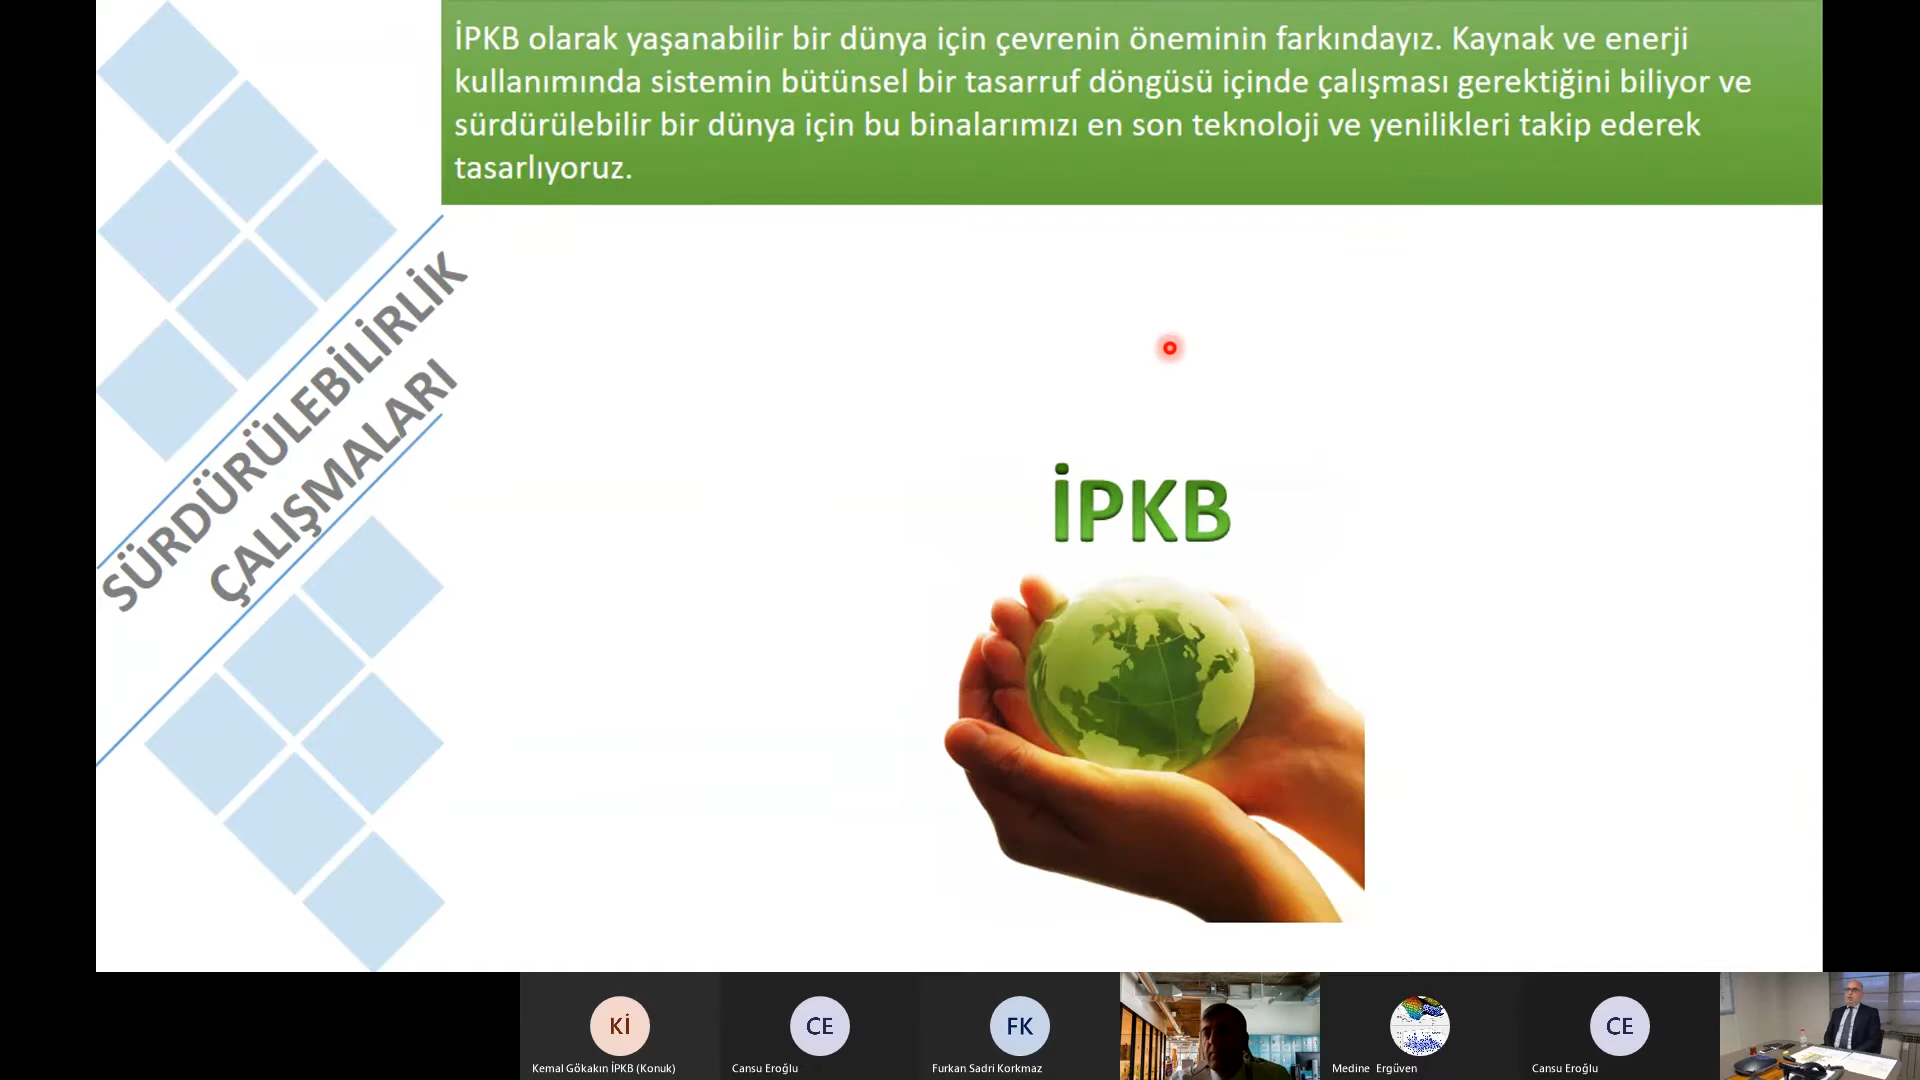 İPKB olarak yaşanabilir bir dünya için çevrenin öneminin farkındayız. Kaynak ve enerji
kullanımında sistemin bütünsel bir tasarruf döngüsü içinde çalışması gerektiğini biliyor ve
sürdürülebilir bir dünya için bu binalarımızı en son teknoloji ve yenilikleri takip ederek
tasarlıyoruz.
SÜRDÜRÜLEBİLİRLİK
ÇALIŞMALARI
İPKB
Kİ
CE
FK
CE
Kemal Gökakın İPKB (Konuk)
Cansu Eroğlu
Furkan Sadri Korkmaz
Medine Ergüven
Cansu Eroğlu